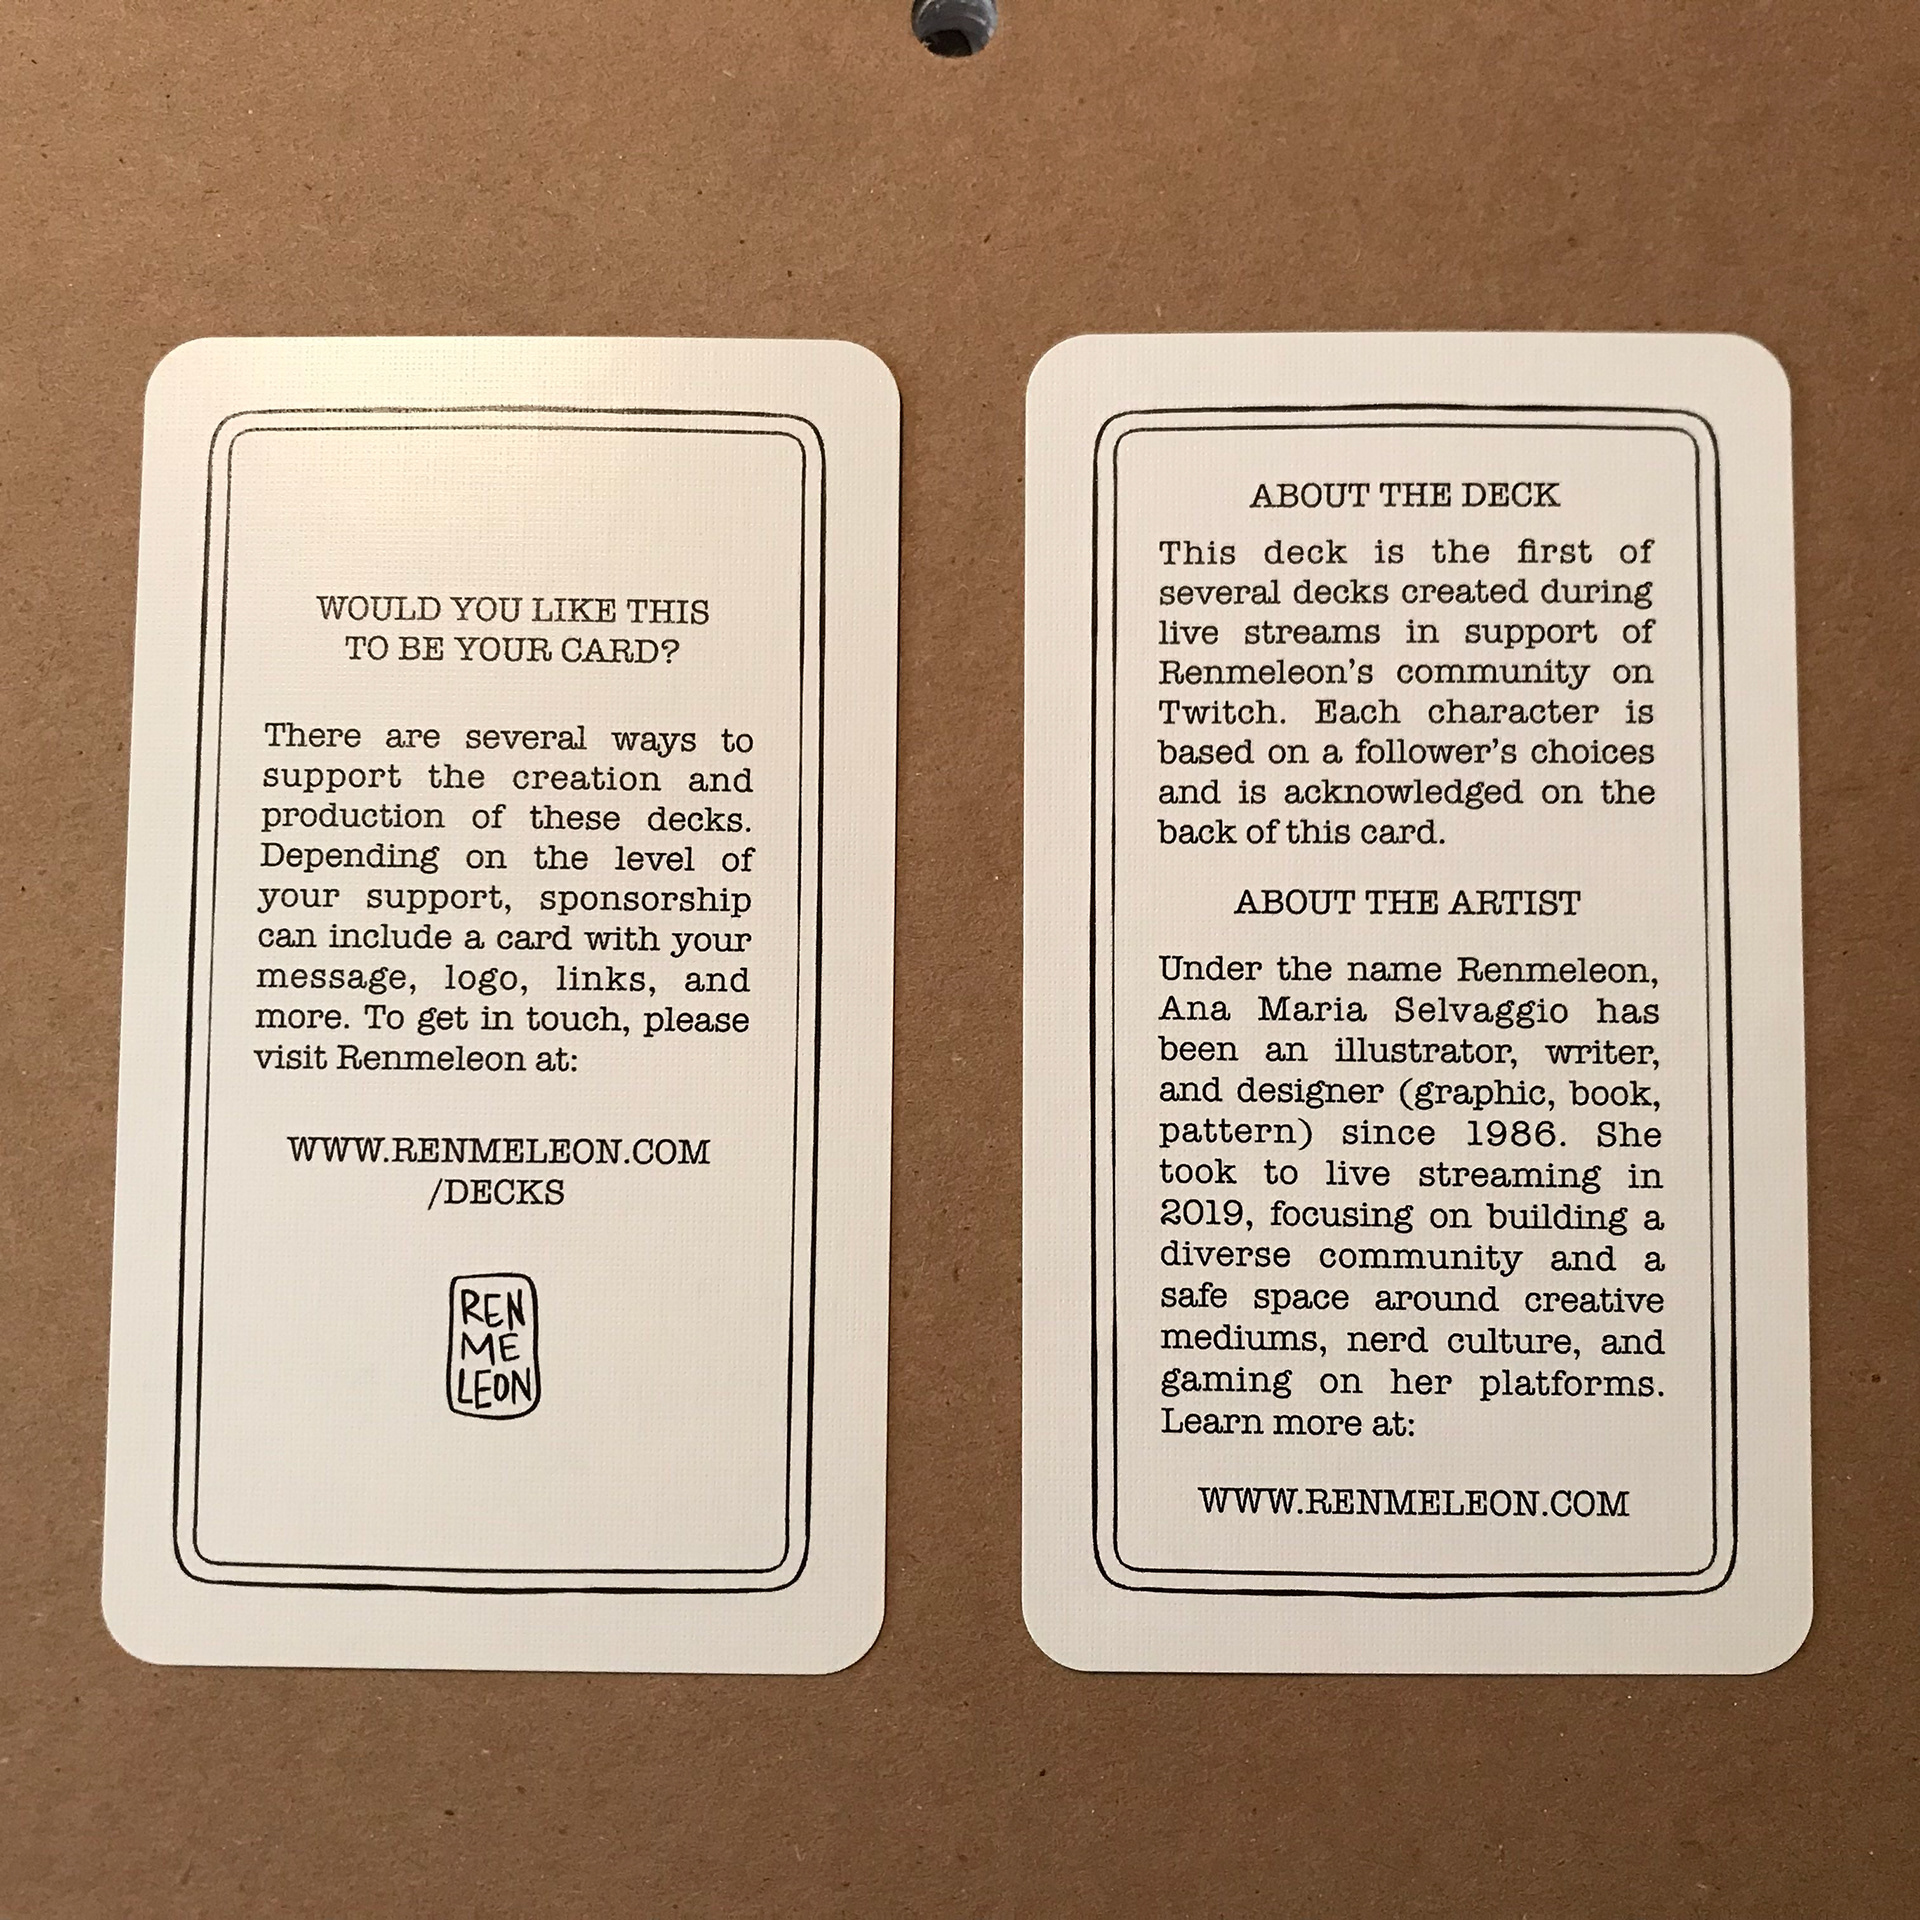 WOULD YOU LIKE THIS
TO BE YOUR CARD?
There are several ways to
support the creation and
production of these decks.
Depending on the level of
your support, sponsorship
can include a card with your
message, logo, links, and
more. To get in touch, please
visit Renmeleon at:
WWW.RENMELEON.COM
/DECKS
REN
ME
LEON
ABOUT THE DECK
This deck is the first of
several decks created during
live streams in support of
Renmeleon’s community on
Twitch. Each character is
based on a follower’s choices
and is acknowledged on the
back of this card.
ABOUT THE ARTIST
Under the name Renmeleon,
Ana Maria Selvaggio has
been an illustrator, writer,
and designer (graphic, book,
pattern) since 1986. She
took to live streaming in
2019, focusing on building a
diverse community and a
safe space around creative
mediums, nerd culture, and
gaming on her platforms.
Learn more at:
WWW.RENMELEON.COM